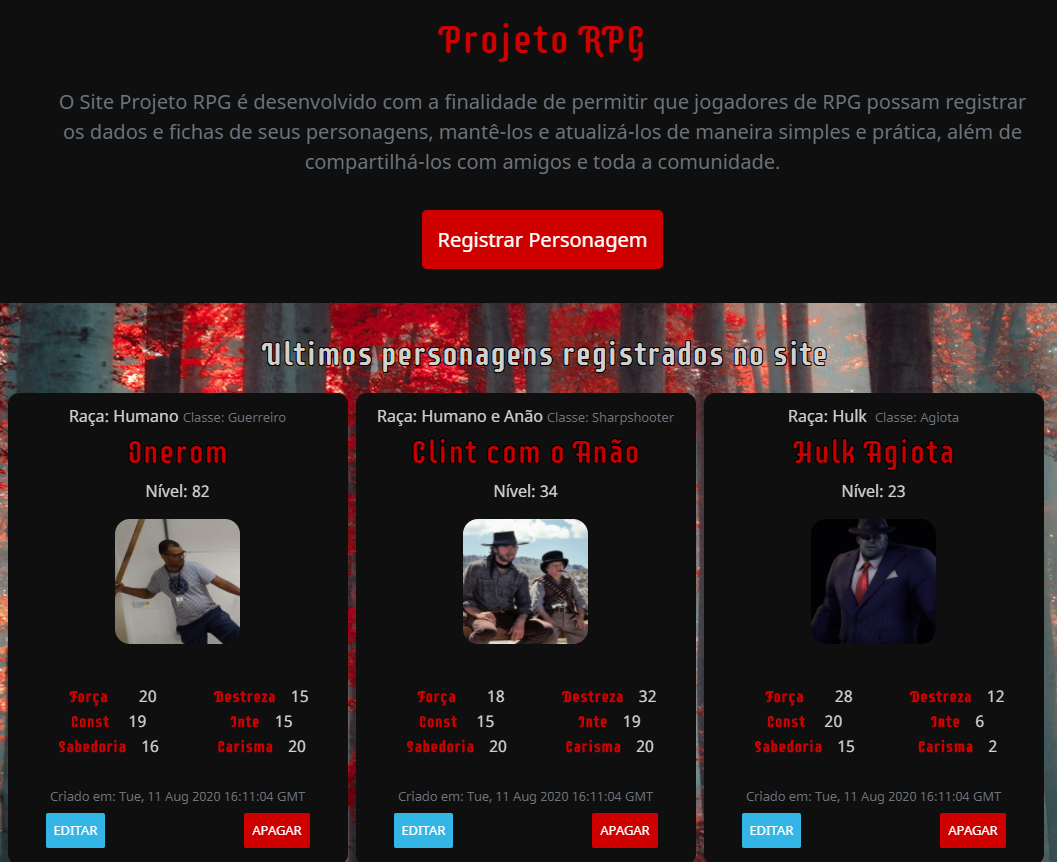 Projeto RPG
O Site Projeto RPG é desenvolvido com a finalidade de permitir que jogadores de RPG possam registrar
os dados e fichas de seus personagens, mantê-los e atualizá-los de maneira simples e prática, além de
compartilhá-los com amigos e toda a comunidade.
Registrar Personagem
Ultimos personagens registrados no site
Raça: Humano Classe: Guerreiro
Inerom
Nível: 82
Força 20 Destreza 15
Const 19 Inte 15
Sabedoria 16 Carisma 20
Criado em: Tue, 11 Aug 2020 16:11:04 GMT
EDITAR APAGAR
Raça: Humano e Anão Classe: Sharpshooter
Clint com o Anão
Nível: 34
Força 18 Destreza 32
Const 15 Inte 19
Sabedoria 20 Carisma 20
Criado em: Tue, 11 Aug 2020 16:11:04 GMT
EDITAR APAGAR
Raça: Hulk Classe: Agiota
Hulk Agiota
Nível: 23
Força 28 Destreza 12
Const 20 Inte 6
Sabedoria 15 Carisma 2
Criado em: Tue, 11 Aug 2020 16:11:04 GMT
EDITAR APAGAR